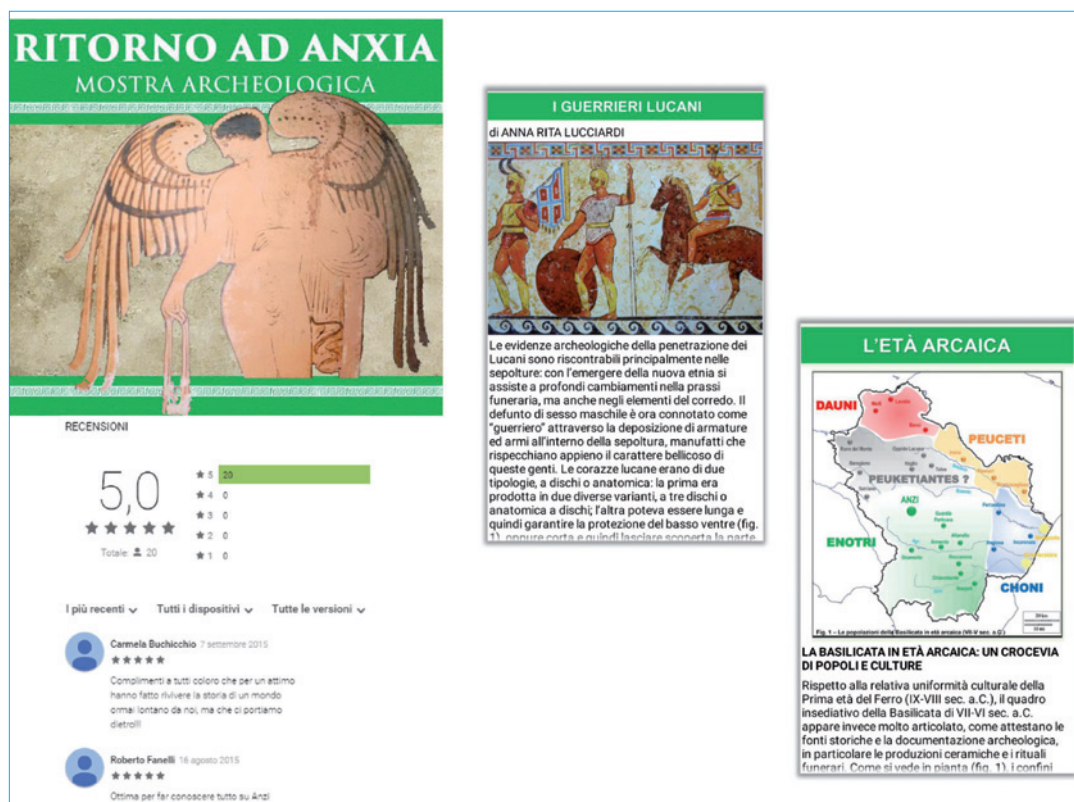 RITORNO AD ANXIA
MOSTRA ARCHEOLOGICA
RECENSIONI
5,0
Totale: 20
5 20
4 0
3 0
2 0
1 0
I più recenti
Tutti i dispositivi
Tutte le versioni
Carmela Buchicchio 7 settembre 2015
Complimenti a tutti coloro che per un attimo
hanno fatto rivivere la storia di un mondo
ormai lontano da noi, ma che ci portiamo
dietro!!!
Roberto Fanelli 16 agosto 2015
Ottima per far conoscere tutto su Anzi
I GUERRIERI LUCANI
di ANNA RITA LUCCIARDI
Le evidenze archeologiche della penetrazione dei
Lucani sono riscontrabili principalmente nelle
sepolture: con l'emergere della nuova etnia si
assiste a profondi cambiamenti nella prassi
funeraria, ma anche negli elementi del corredo. Il
defunto di sesso maschile è ora connotato come
"guerriero" attraverso la deposizione di armature
ed armi all'interno della sepoltura, manufatti che
rispecchiano appieno il carattere bellicoso di
queste genti. Le corazze lucane erano di due
tipologie, a dischi o anatomica: la prima era
prodotta in due diverse varianti, a tre dischi o
anatomica a dischi; l'altra poteva essere lunga e
quindi garantire la protezione del basso ventre (fig.
1), oppure corta e quindi lasciare scoperta la parte
L'ETÀ ARCAICA
DAUNI
PEUCETI
PEUKETIANTES ?
ANZI
ENOTRI
CHONI
Fig. 1 – Le popolazioni della Basilicata in età arcaica (VII-V sec. a.C.)
LA BASILICATA IN ETÀ ARCAICA: UN CROCEVIA
DI POPOLI E CULTURE
Rispetto alla relativa uniformità culturale della
Prima età del Ferro (IX-VIII sec. a.C.), il quadro
insediativo della Basilicata di VII-VI sec. a.C.
appare invece molto articolato, come attestano le
fonti storiche e la documentazione archeologica,
in particolare le produzioni ceramiche e i rituali
funerari. Come si vede in pianta (fig. 1), i confini